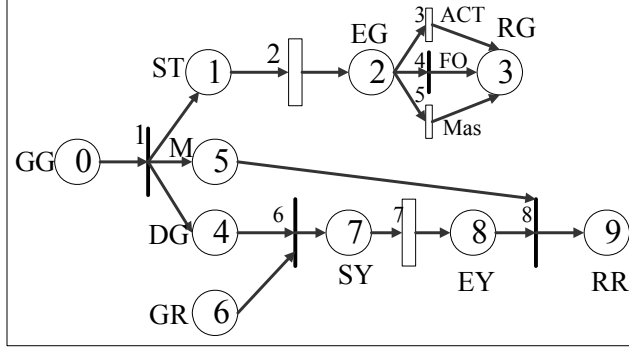 3 ACT
EG RG
ST 1 2 2 4 FO 3
5
Mas
1
GG 0 M 5
6 7 8
DG 4 7 8 9
SY EY RR
GR 6